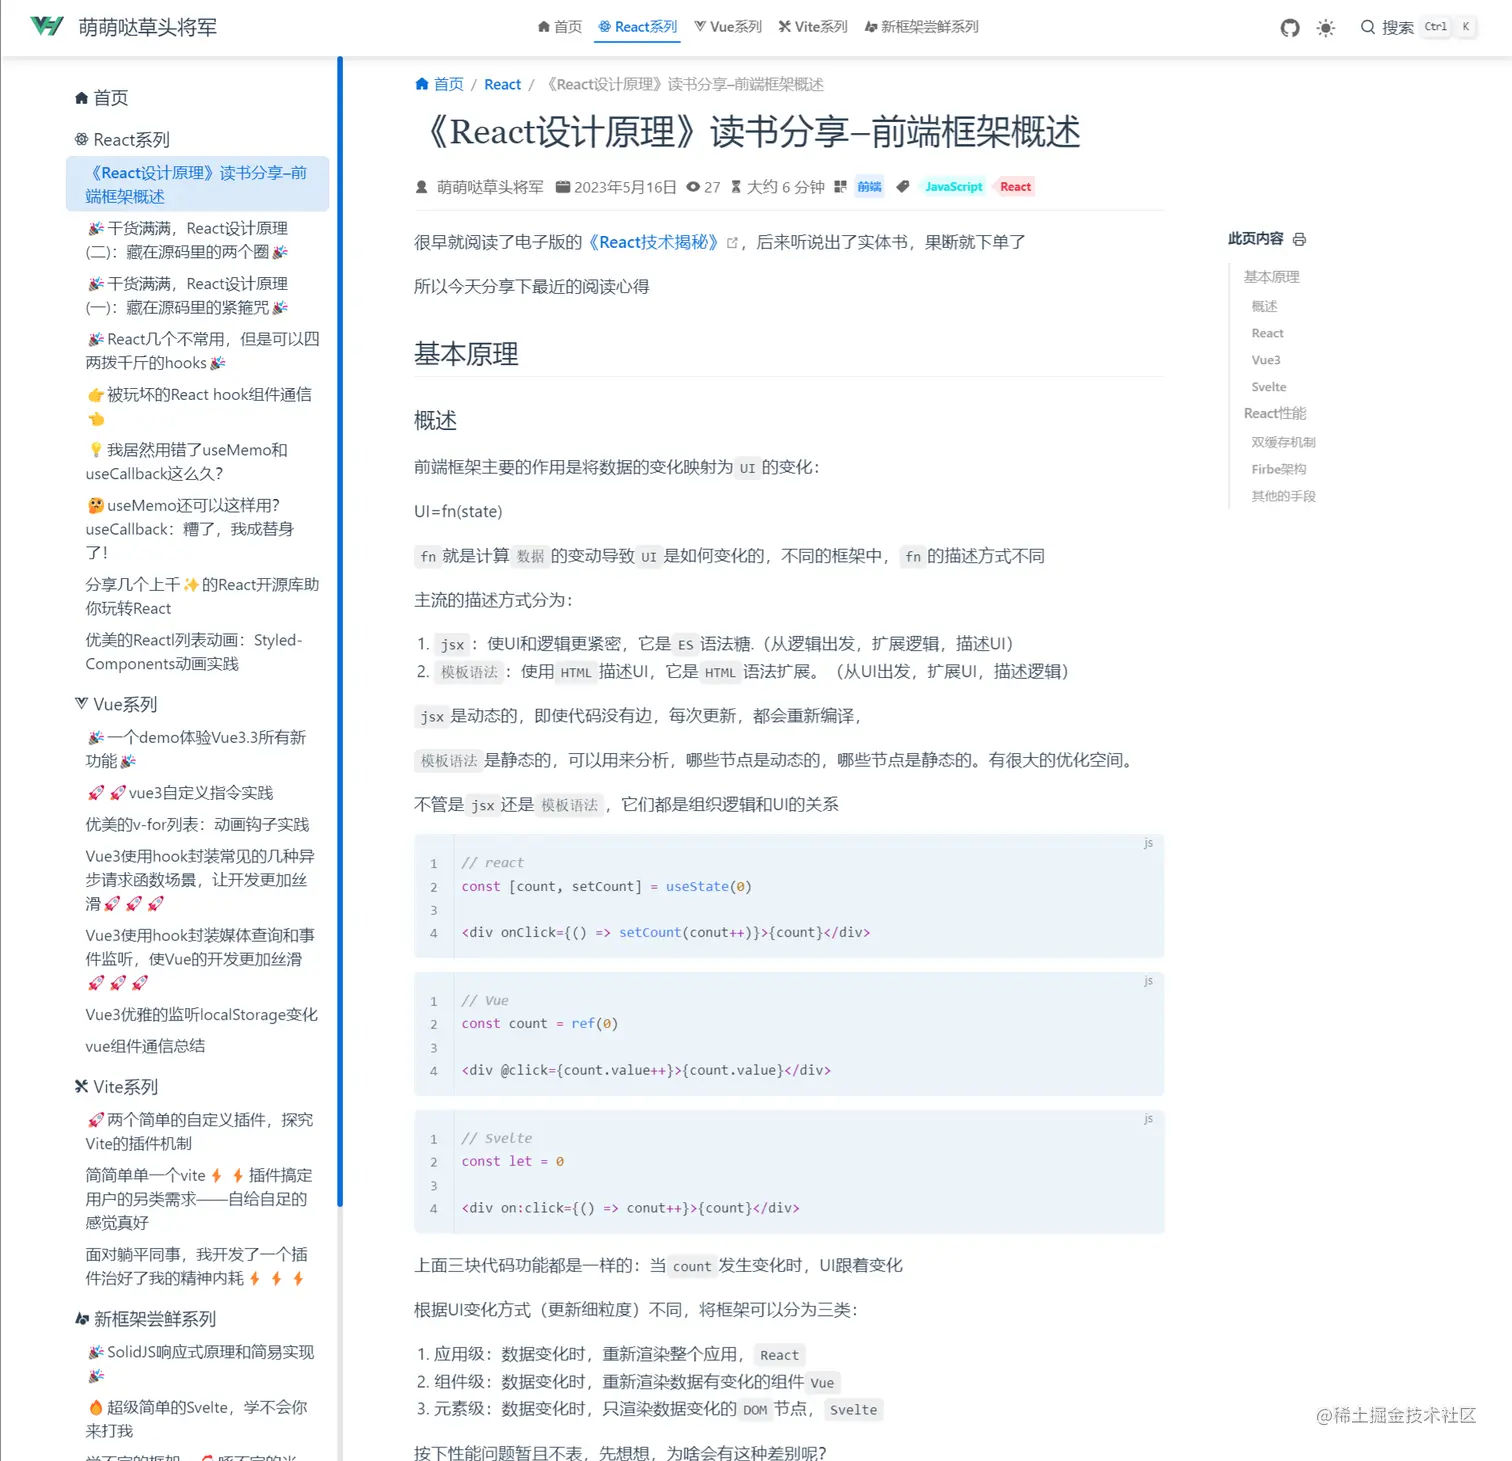 萌萌哒草头将军
首页 React系列 Vue系列 Vite系列 新框架尝鲜系列
搜索 Ctrl K
首页
React系列
《React设计原理》读书分享–前
端框架概述
🎉干货满满，React设计原理
(二)：藏在源码里的两个圈🎉
🎉干货满满，React设计原理
(一)：藏在源码里的紧箍咒🎉
🎉React几个不常用，但是可以四
两拨千斤的hooks🎉
👉被玩坏的React hook组件通信
👈
💡我居然用错了useMemo和
useCallback这么久？
🤔useMemo还可以这样用？
useCallback：糟了，我成替身
了！
分享几个上千✨的React开源库助
你玩转React
优美的Reactl列表动画：Styled-
Components动画实践
Vue系列
🎉一个demo体验Vue3.3所有新
功能🎉
🚀🚀vue3自定义指令实践
优美的v-for列表：动画钩子实践
Vue3使用hook封装常见的几种异
步请求函数场景，让开发更加丝
滑🚀🚀🚀
Vue3使用hook封装媒体查询和事
件监听，使Vue的开发更加丝滑
🚀🚀🚀
Vue3优雅的监听localStorage变化
vue组件通信总结
Vite系列
🚀两个简单的自定义插件，探究
Vite的插件机制
简简单单一个vite⚡⚡插件搞定
用户的另类需求——自给自足的
感觉真好
面对躺平同事，我开发了一个插
件治好了我的精神内耗⚡⚡⚡
新框架尝鲜系列
🎉SolidJS响应式原理和简易实现
🎉
🔥超级简单的Svelte，学不会你
来打我
首页 / React / 《React设计原理》读书分享–前端框架概述
《React设计原理》读书分享–前端框架概述
萌萌哒草头将军 2023年5月16日 27 大约 6 分钟 前端 JavaScript React
很早就阅读了电子版的《React技术揭秘》，后来听说出了实体书，果断就下单了
所以今天分享下最近的阅读心得
基本原理
概述
前端框架主要的作用是将数据的变化映射为 UI 的变化：
UI=fn(state)
fn 就是计算 数据 的变动导致 UI 是如何变化的，不同的框架中， fn 的描述方式不同
主流的描述方式分为：
1. jsx ：使UI和逻辑更紧密，它是 ES 语法糖.（从逻辑出发，扩展逻辑，描述UI）
2. 模板语法 ：使用 HTML 描述UI，它是 HTML 语法扩展。（从UI出发，扩展UI，描述逻辑）
jsx 是动态的，即使代码没有边，每次更新，都会重新编译，
模板语法 是静态的，可以用来分析，哪些节点是动态的，哪些节点是静态的。有很大的优化空间。
不管是 jsx 还是 模板语法 ，它们都是组织逻辑和UI的关系
js
1 // react
2 const [count, setCount] = useState(0)
3
4 <div onClick={() => setCount(conut++)}>{count}</div>
js
1 // Vue
2 const count = ref(0)
3
4 <div @click={count.value++}>{count.value}</div>
js
1 // Svelte
2 const let = 0
3
4 <div on:click={() => conut++}>{count}</div>
上面三块代码功能都是一样的：当 count 发生变化时，UI跟着变化
根据UI变化方式（更新细粒度）不同，将框架可以分为三类：
1. 应用级：数据变化时，重新渲染整个应用， React
2. 组件级：数据变化时，重新渲染数据有变化的组件 Vue
3. 元素级：数据变化时，只渲染数据变化的 DOM 节点， Svelte
按下性能问题暂且不表，先想想，为啥会有这种差别呢？
此页内容
基本原理
概述
React
Vue3
Svelte
React性能
双缓存机制
Firbe架构
其他的手段
@稀土掘金技术社区